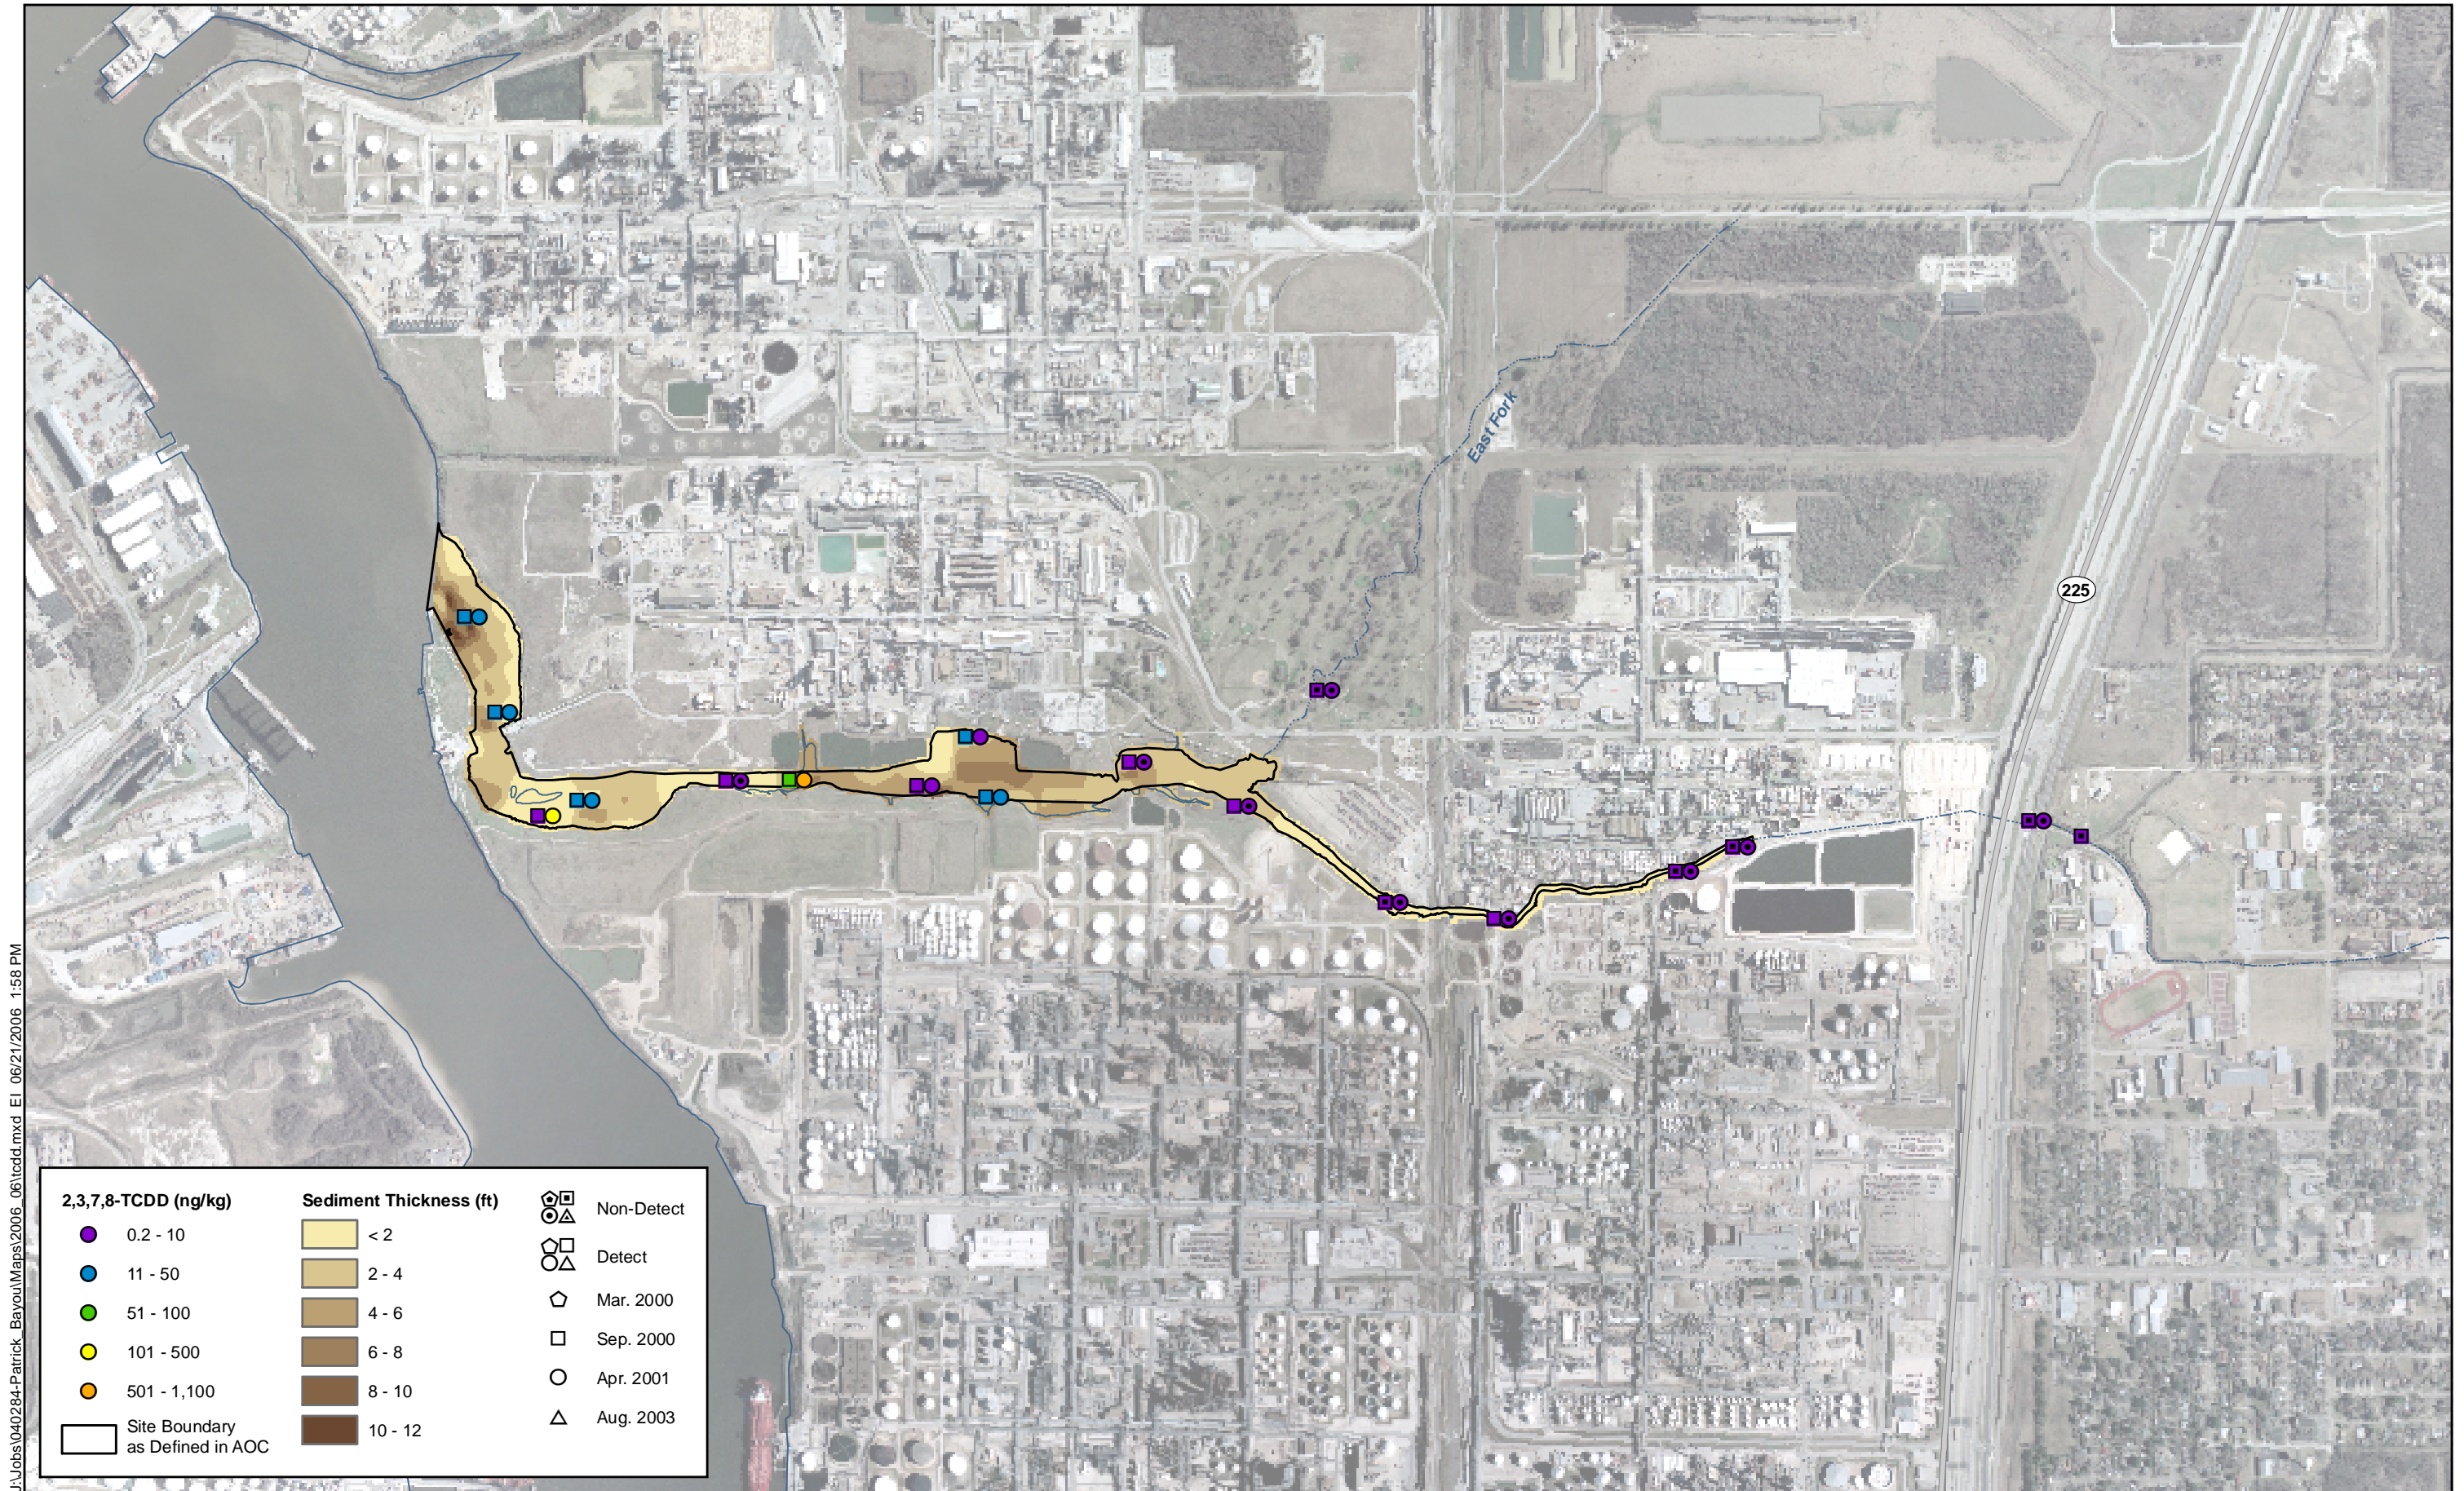 East Fork
225
J:\Jobs\040284-Patrick_Bayou\Maps\2006_06\tcdd.mxd EI 06/21/2006 1:58 PM
2,3,7,8-TCDD (ng/kg)
0.2 - 10
11 - 50
51 - 100
101 - 500
501 - 1,100
Site Boundary
as Defined in AOC
Sediment Thickness (ft)
< 2
2 - 4
4 - 6
6 - 8
8 - 10
10 - 12
Non-Detect
Detect
Mar. 2000
Sep. 2000
Apr. 2001
Aug. 2003